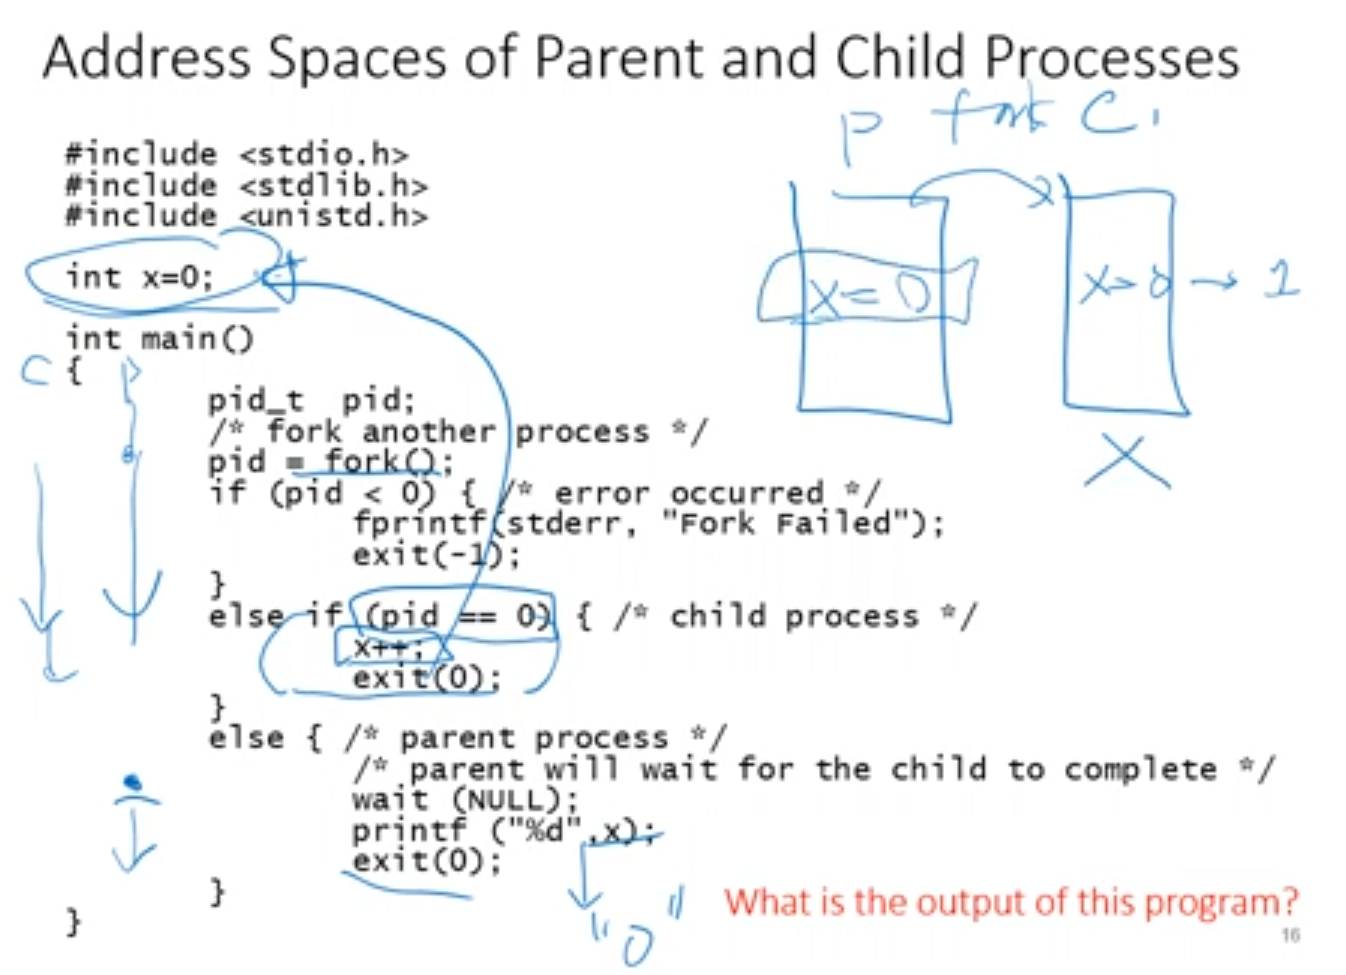 Address Spaces of Parent and Child Processes
P fork C
#include <stdio.h>
#include <stdlib.h>
#include <unistd.h>
int x=0;
x=0
x=0 → 1
int main()
C { P
pid_t pid;
/* fork another process */
pid = fork();
if (pid < 0) { /* error occurred */
fprintf(stderr, "Fork Failed");
exit(-1);
}
else if (pid == 0) { /* child process */
x++;
exit(0);
}
else { /* parent process */
/* parent will wait for the child to complete */
wait (NULL);
printf ("%d",x);
exit(0);
}
"0"
What is the output of this program?
}
16